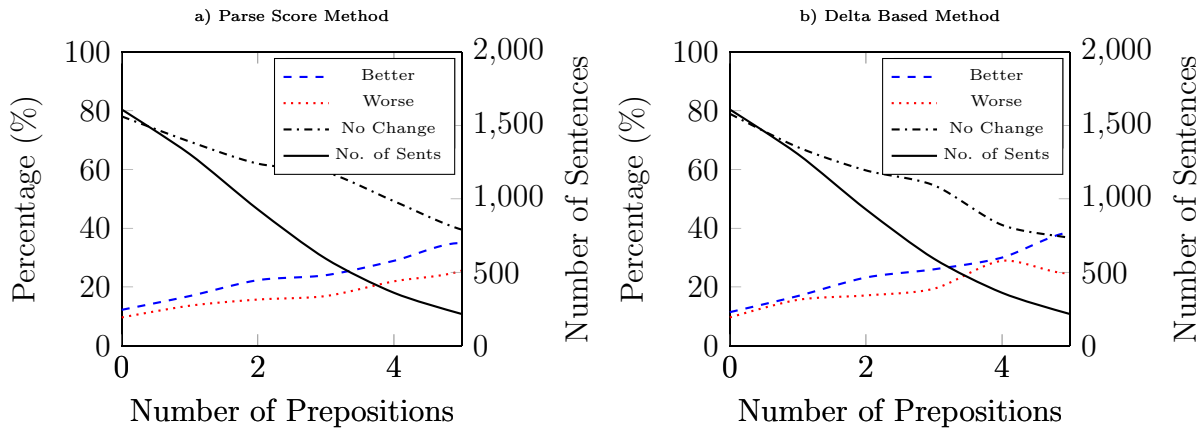 a) Parse Score Method
100
80
60
40
20
0
Percentage (%)
2,000
1,500
1,000
500
0
Number of Sentences
Better
Worse
No Change
No. of Sents
0 2 4
Number of Prepositions
b) Delta Based Method
100
80
60
40
20
0
Percentage (%)
2,000
1,500
1,000
500
0
Number of Sentences
Better
Worse
No Change
No. of Sents
0 2 4
Number of Prepositions